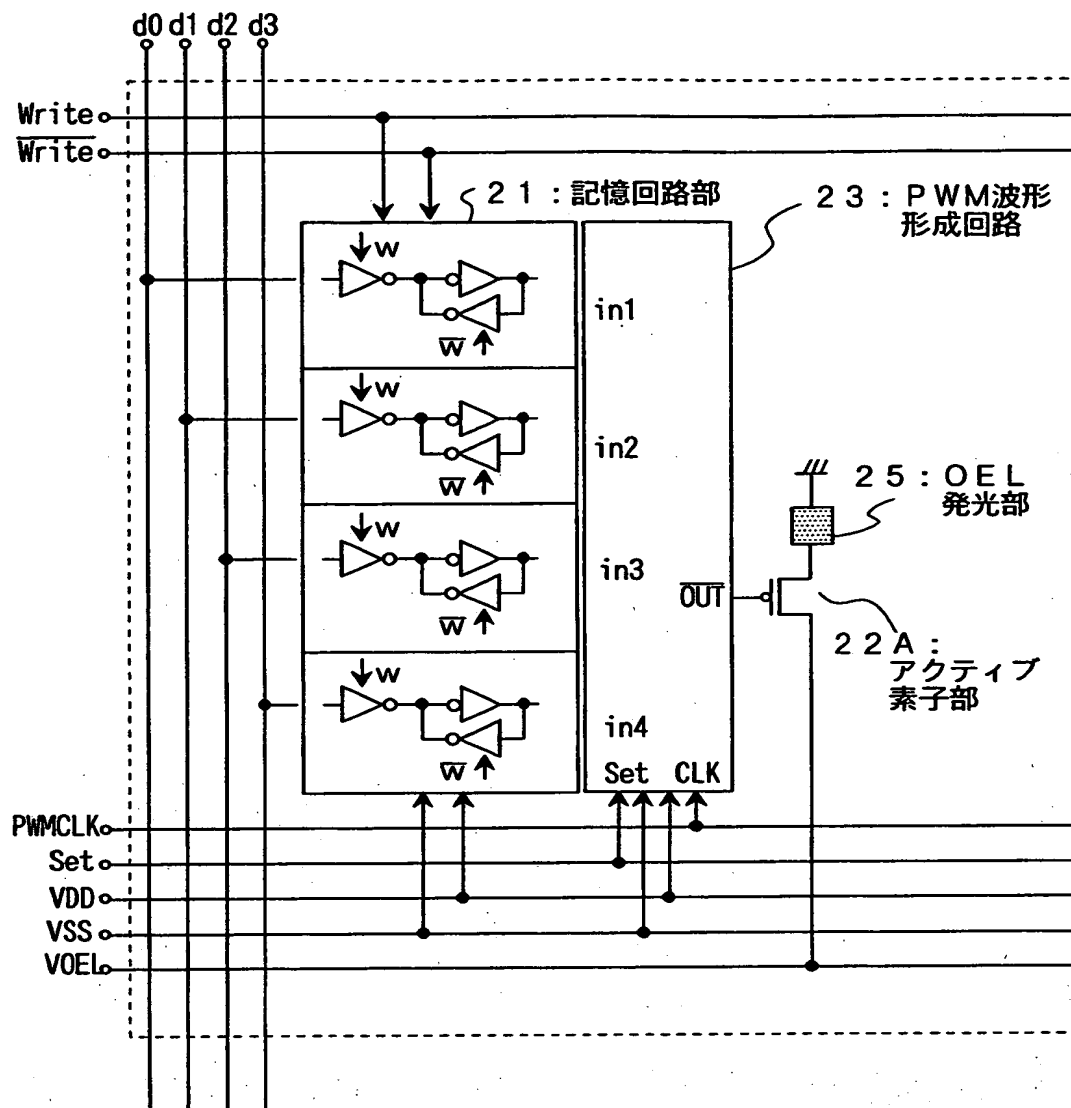 d0 d1 d2 d3
Write
W̅r̅i̅t̅e̅
21:記憶回路部
23:PWM波形
形成回路
W
in1
W̅
W
in2
W̅
W
in3
W̅
W
in4
W̅
O̅U̅T̅
Set CLK
25:OEL
発光部
22A:
アクティブ
素子部
PWMCLK
Set
VDD
VSS
VOEL